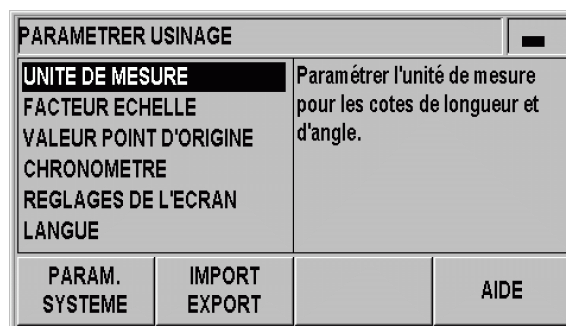 PARAMETRER USINAGE
UNITE DE MESURE
FACTEUR ECHELLE
VALEUR POINT D'ORIGINE
CHRONOMETRE
REGLAGES DE L'ECRAN
LANGUE
Paramétrer l'unité de mesure
pour les cotes de longueur et
d'angle.
PARAM.
SYSTEME
IMPORT
EXPORT
AIDE